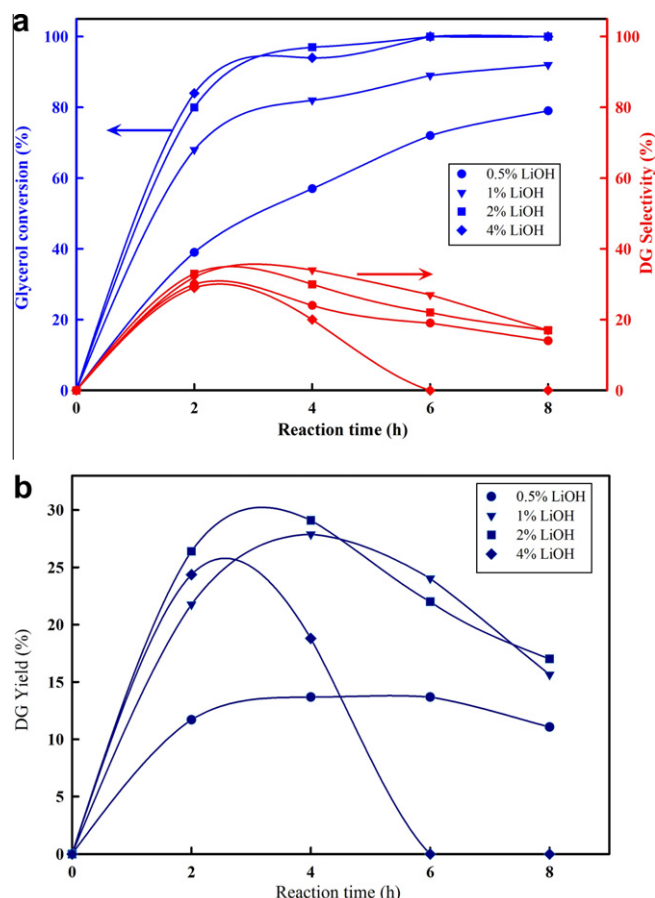 a
100
80
60
40
20
0
Glycerol conversion (%)
100
80
60
40
20
0
DG Selectivity (%)
0.5% LiOH
1% LiOH
2% LiOH
4% LiOH
0 2 4 6 8
Reaction time (h)
b
30
25
20
15
10
5
0
DG Yield (%)
0.5% LiOH
1% LiOH
2% LiOH
4% LiOH
0 2 4 6 8
Reaction time (h)